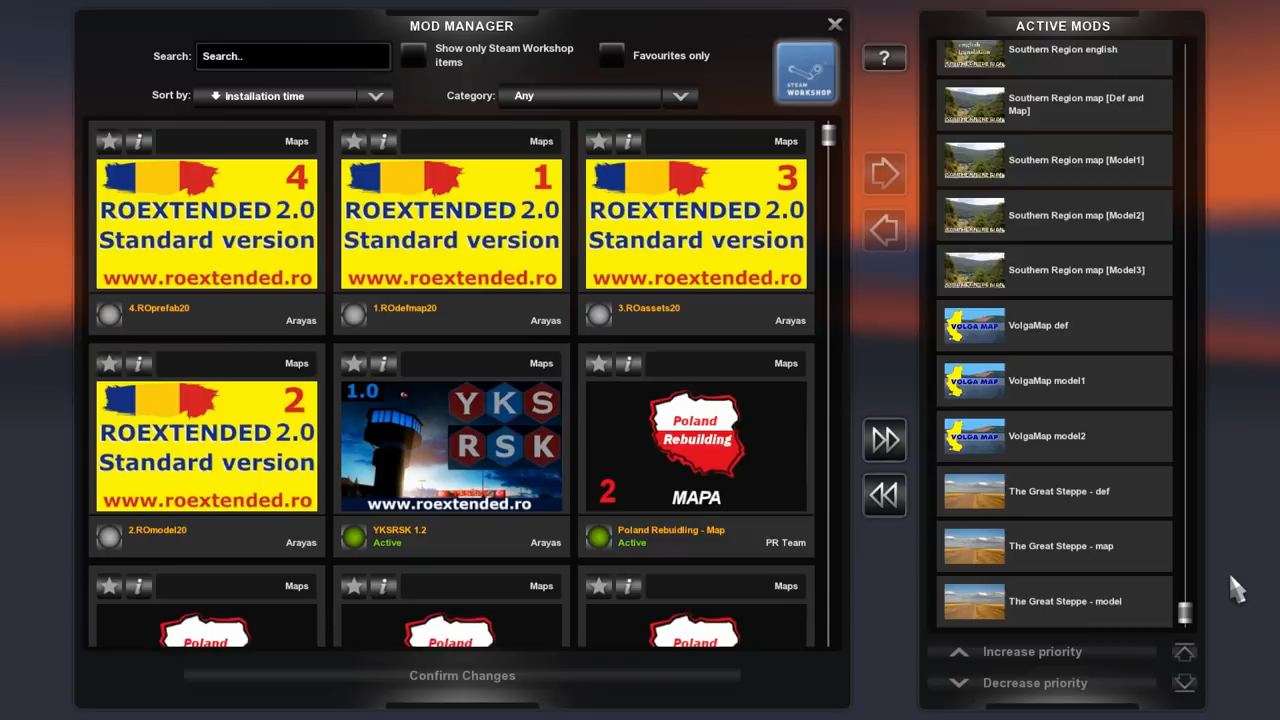 MOD MANAGER
Search:
Search..
Show only Steam Workshop
items
Favourites only
STEAM
WORKSHOP
Sort by:
Installation time
Category:
Any
Maps
4
ROEXTENDED 2.0
Standard version
www.roextended.ro
4.ROprefab20
Arayas
Maps
1
ROEXTENDED 2.0
Standard version
www.roextended.ro
1.ROdefmap20
Arayas
Maps
3
ROEXTENDED 2.0
Standard version
www.roextended.ro
3.ROassets20
Arayas
Maps
2
ROEXTENDED 2.0
Standard version
www.roextended.ro
2.ROmodel20
Arayas
Maps
1.0
YKS
RSK
www.roextended.ro
YKSRSK 1.2
Active
Arayas
Maps
Poland
Rebuilding
2
MAPA
Poland Rebuidling - Map
Active
PR Team
Maps
Poland
Maps
Poland
Maps
Poland
Confirm Changes
?
ACTIVE MODS
english
translation
Southern Region english
Southern Region map [Def and
Map]
Southern Region map [Model1]
Southern Region map [Model2]
Southern Region map [Model3]
VOLGA MAP
VolgaMap def
VOLGA MAP
VolgaMap model1
VOLGA MAP
VolgaMap model2
The Great Steppe - def
The Great Steppe - map
The Great Steppe - model
Increase priority
Decrease priority